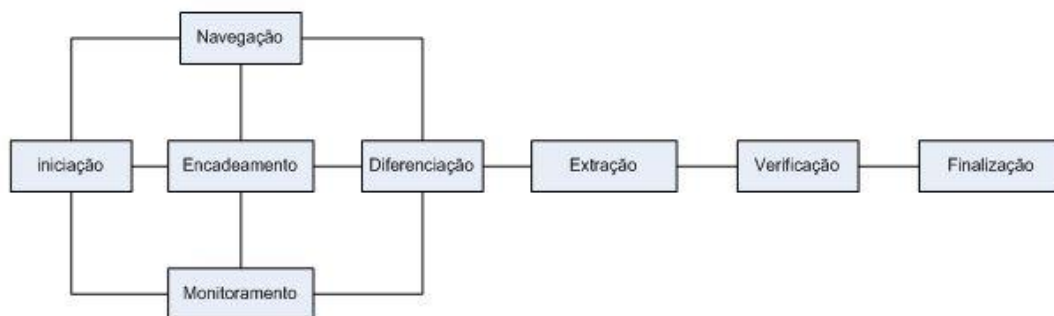 Navegação
iniciação
Encadeamento
Diferenciação
Extração
Verificação
Finalização
Monitoramento